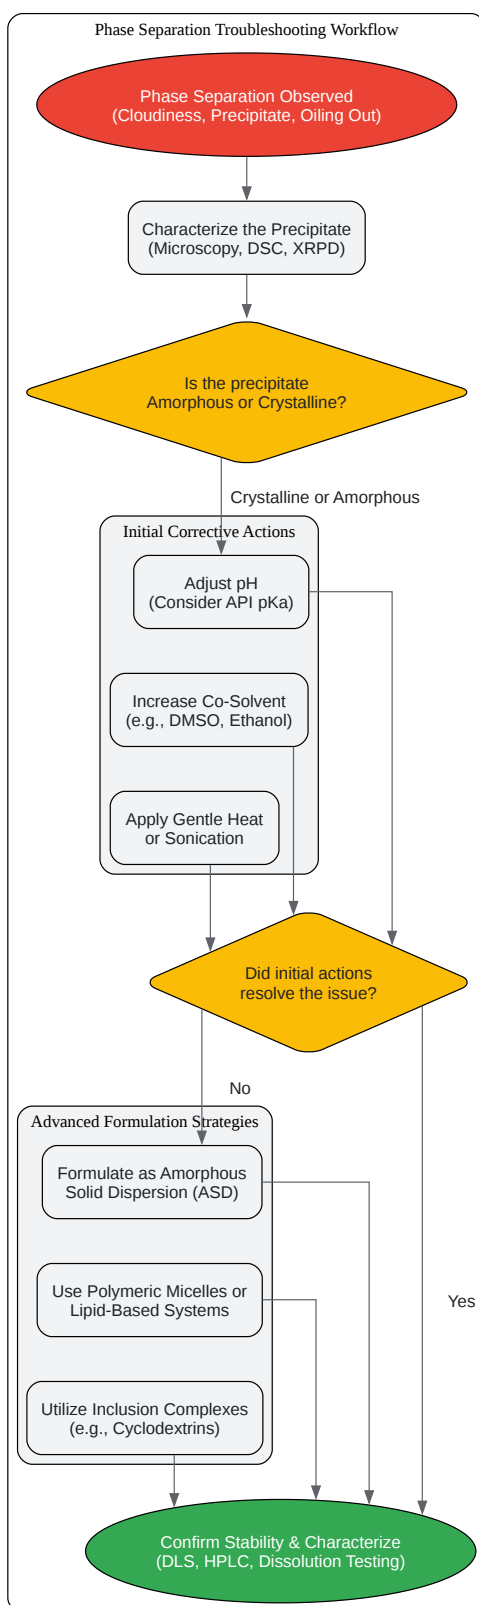 Phase Separation Troubleshooting Workflow
Phase Separation Observed
(Cloudiness, Precipitate, Oiling Out)
Characterize the Precipitate
(Microscopy, DSC, XRPD)
Is the precipitate
Amorphous or Crystalline?
Crystalline or Amorphous
Initial Corrective Actions
Adjust pH
(Consider API pKa)
Increase Co-Solvent
(e.g., DMSO, Ethanol)
Apply Gentle Heat
or Sonication
Did initial actions
resolve the issue?
No
Advanced Formulation Strategies
Formulate as Amorphous
Solid Dispersion (ASD)
Use Polymeric Micelles or
Lipid-Based Systems
Yes
Utilize Inclusion Complexes
(e.g., Cyclodextrins)
Confirm Stability & Characterize
(DLS, HPLC, Dissolution Testing)